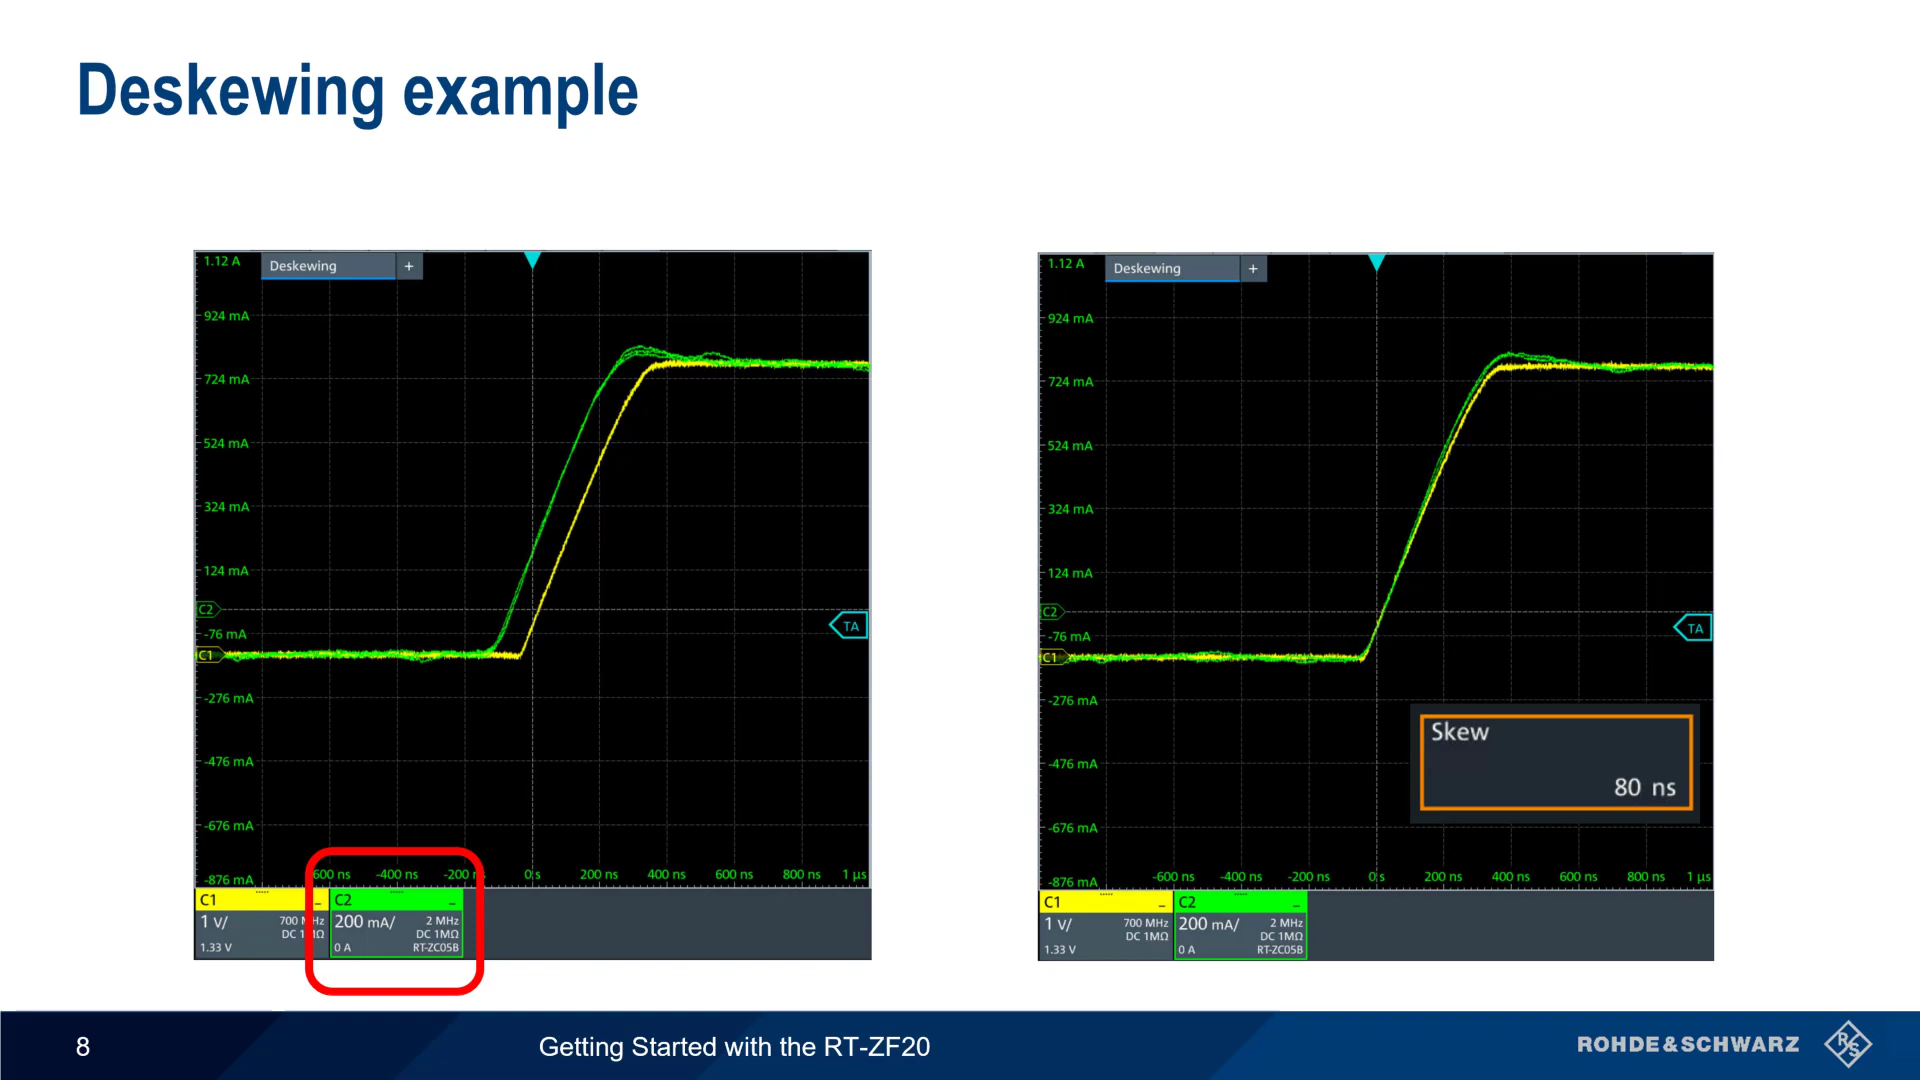 Deskewing example
1.12 A
Deskewing +
924 mA
724 mA
524 mA
324 mA
124 mA
C2
-76 mA
TA
C1
-276 mA
-476 mA
-676 mA
-876 mA
600 ns -400 ns -200 ns 0 s 200 ns 400 ns 600 ns 800 ns 1 µs
C1 C2
1 V/ 700 MHz 200 mA/ 2 MHz
DC 1MΩ DC 1MΩ
1.33 V 0 A RT-ZC05B
1.12 A
Deskewing +
924 mA
724 mA
524 mA
324 mA
124 mA
C2
-76 mA
TA
C1
-276 mA
Skew
-476 mA
80 ns
-676 mA
-876 mA
-600 ns -400 ns -200 ns 0 s 200 ns 400 ns 600 ns 800 ns 1 µs
C1 C2
1 V/ 700 MHz 200 mA/ 2 MHz
DC 1MΩ DC 1MΩ
1.33 V 0 A RT-ZC05B
8 Getting Started with the RT-ZF20 ROHDE & SCHWARZ R&S